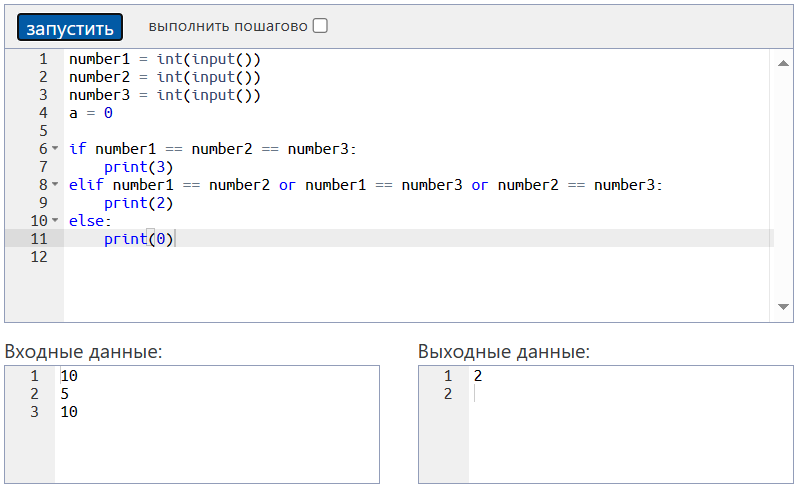 запустить выполнить пошагово
1 number1 = int(input())
2 number2 = int(input())
3 number3 = int(input())
4 a = 0
5
6 if number1 == number2 == number3:
7     print(3)
8 elif number1 == number2 or number1 == number3 or number2 == number3:
9     print(2)
10 else:
11     print(0)
12
Входные данные:
1 10
2 5
3 10
Выходные данные:
1 2
2